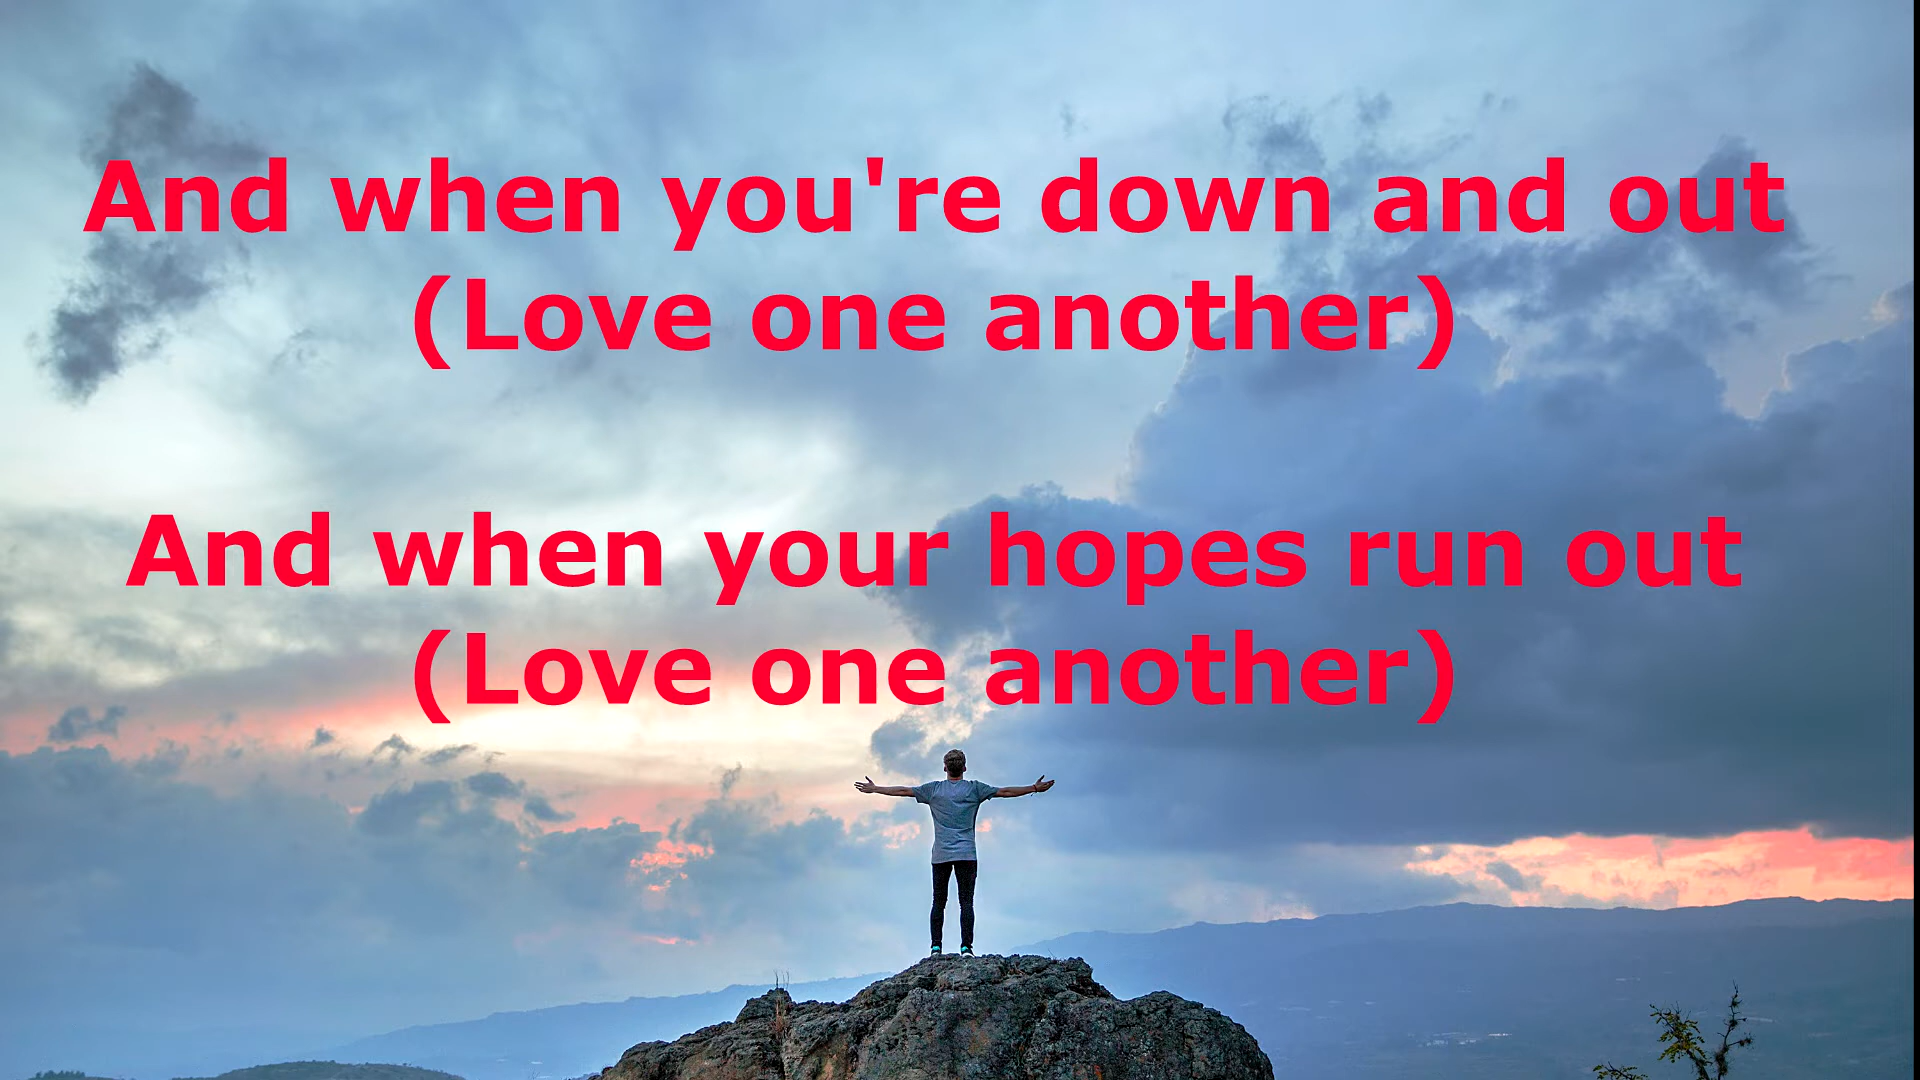 And when you're down and out
(Love one another)
And when your hopes run out
(Love one another)